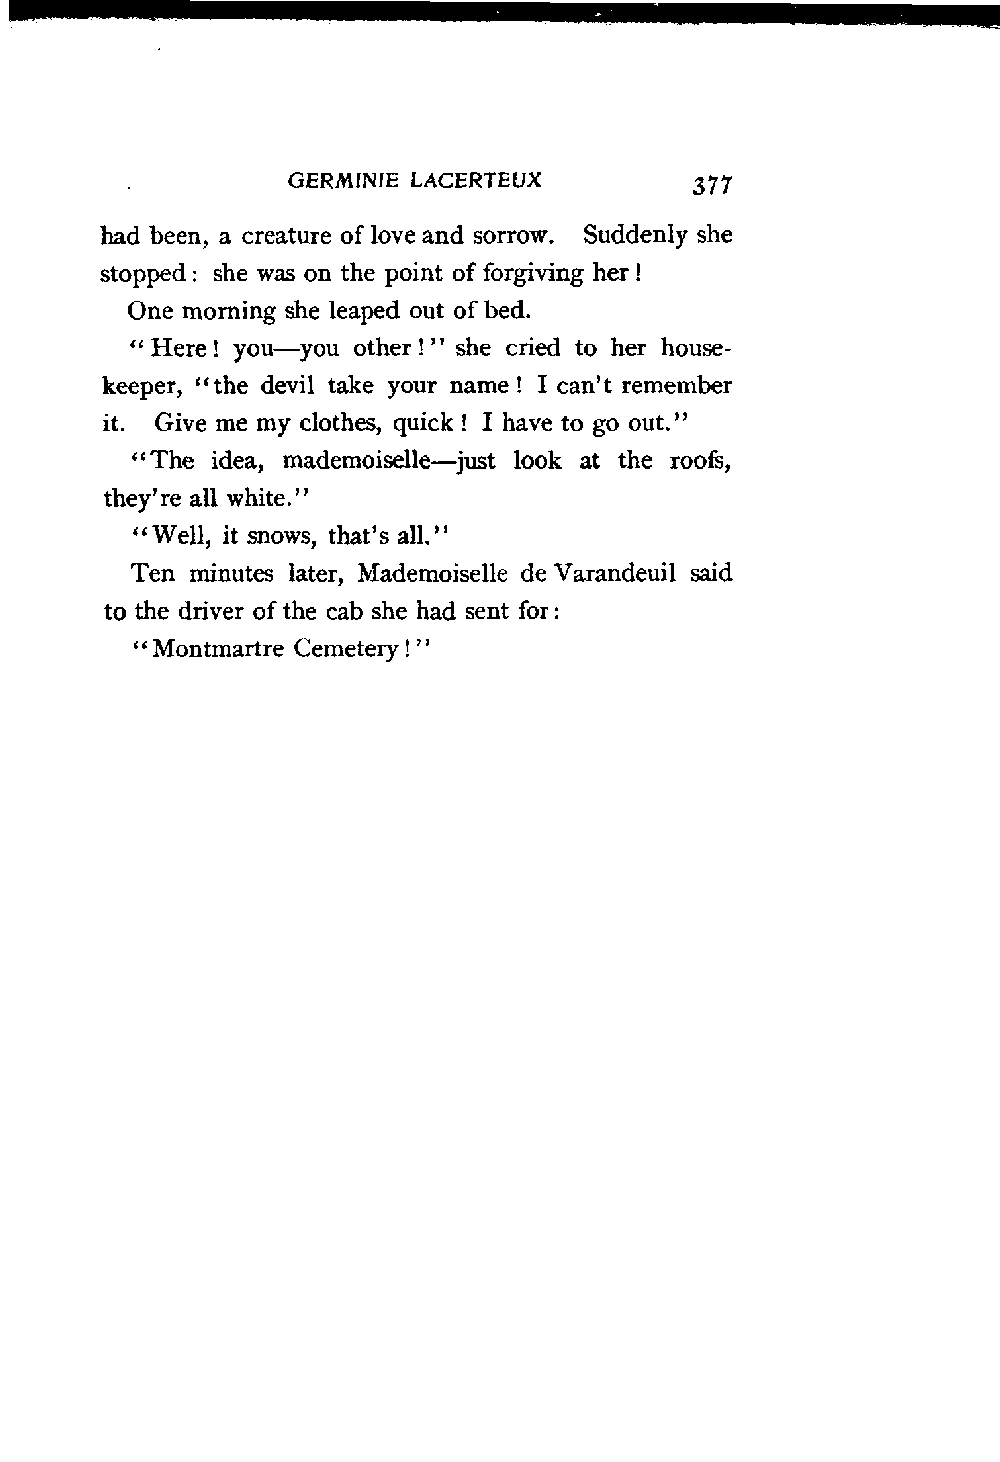 GERMINIE LACERTEUX 377
had been, a creature of love and sorrow. Suddenly she
stopped: she was on the point of forgiving her!
One morning she leaped out of bed.
"Here! you—you other!" she cried to her house-
keeper, "the devil take your name! I can't remember
it. Give me my clothes, quick! I have to go out."
"The idea, mademoiselle—just look at the roofs,
they're all white."
"Well, it snows, that's all."
Ten minutes later, Mademoiselle de Varandeuil said
to the driver of the cab she had sent for:
"Montmartre Cemetery!"